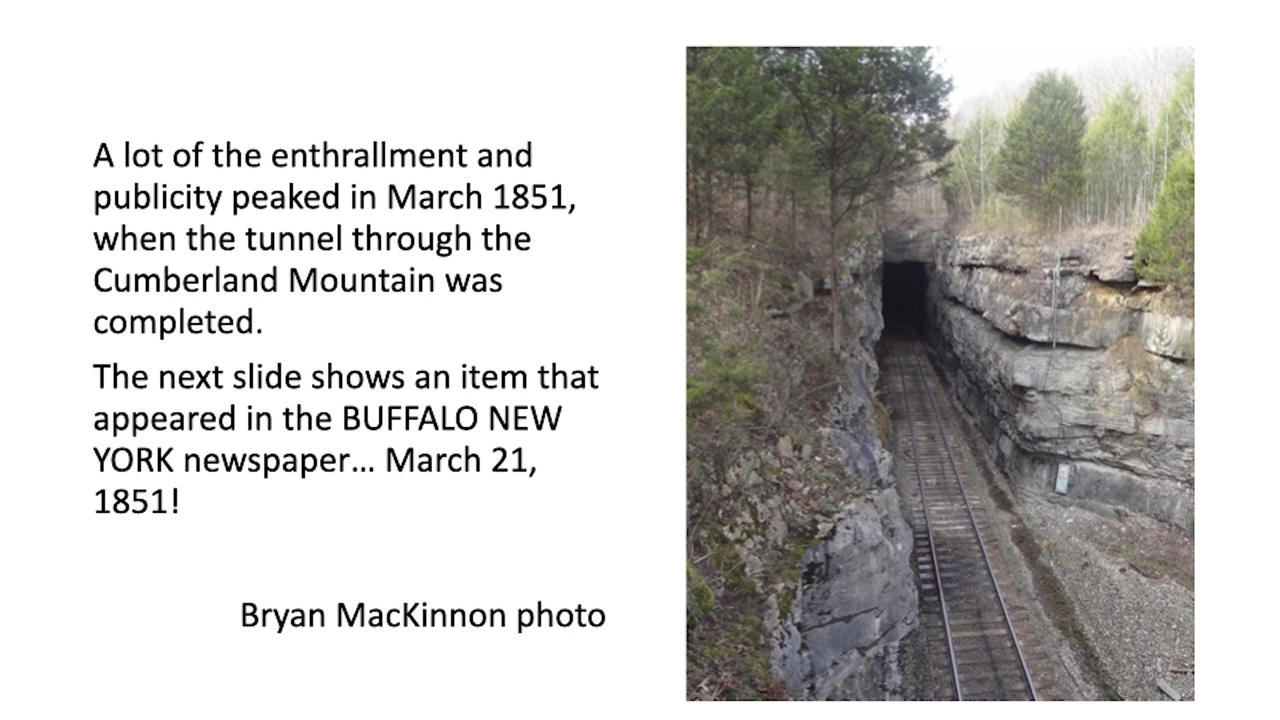 A lot of the enthrallment and
publicity peaked in March 1851,
when the tunnel through the
Cumberland Mountain was
completed.
The next slide shows an item that
appeared in the BUFFALO NEW
YORK newspaper... March 21,
1851!
Bryan MacKinnon photo